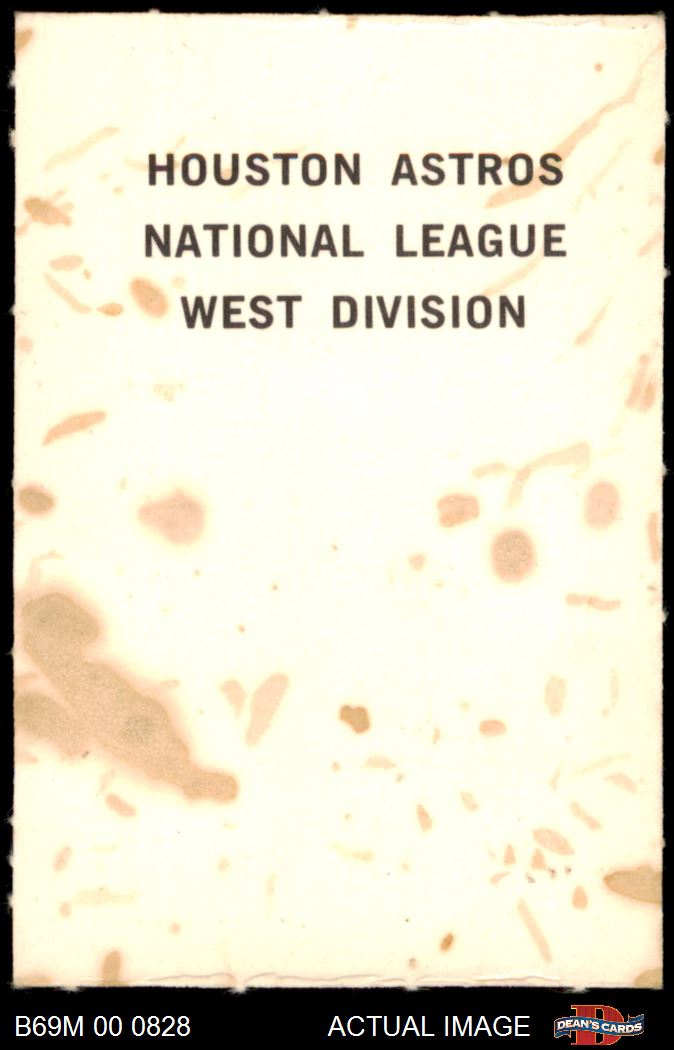 HOUSTON ASTROS
NATIONAL LEAGUE
WEST DIVISION
B69M 00 0828
ACTUAL IMAGE
D
DEAN'S CARDS